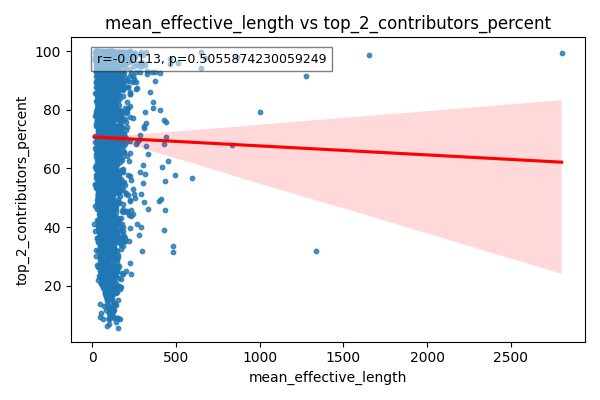 mean_effective_length vs top_2_contributors_percent
r=-0.0113, p=0.5055874230059249
top_2_contributors_percent
100
80
60
40
20
0
500
1000
1500
2000
2500
mean_effective_length